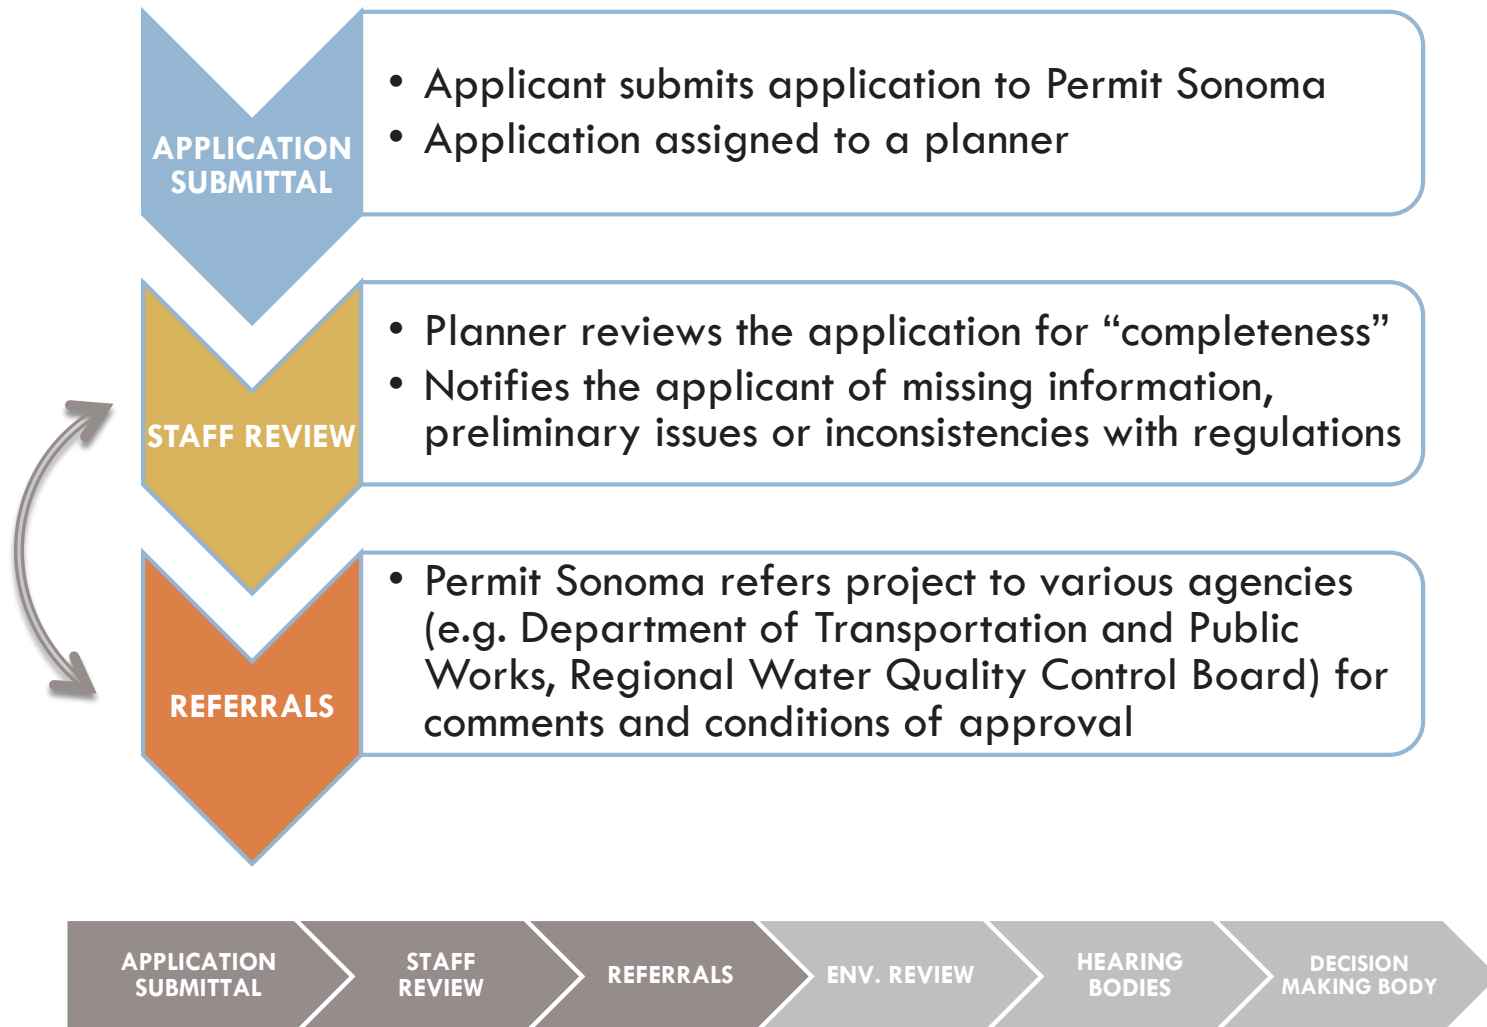 APPLICATION
SUBMITTAL
• Applicant submits application to Permit Sonoma
• Application assigned to a planner
STAFF REVIEW
• Planner reviews the application for “completeness”
• Notifies the applicant of missing information,
preliminary issues or inconsistencies with regulations
REFERRALS
• Permit Sonoma refers project to various agencies
(e.g. Department of Transportation and Public
Works, Regional Water Quality Control Board) for
comments and conditions of approval
APPLICATION
SUBMITTAL
STAFF
REVIEW
REFERRALS
ENV. REVIEW
HEARING
BODIES
DECISION
MAKING BODY